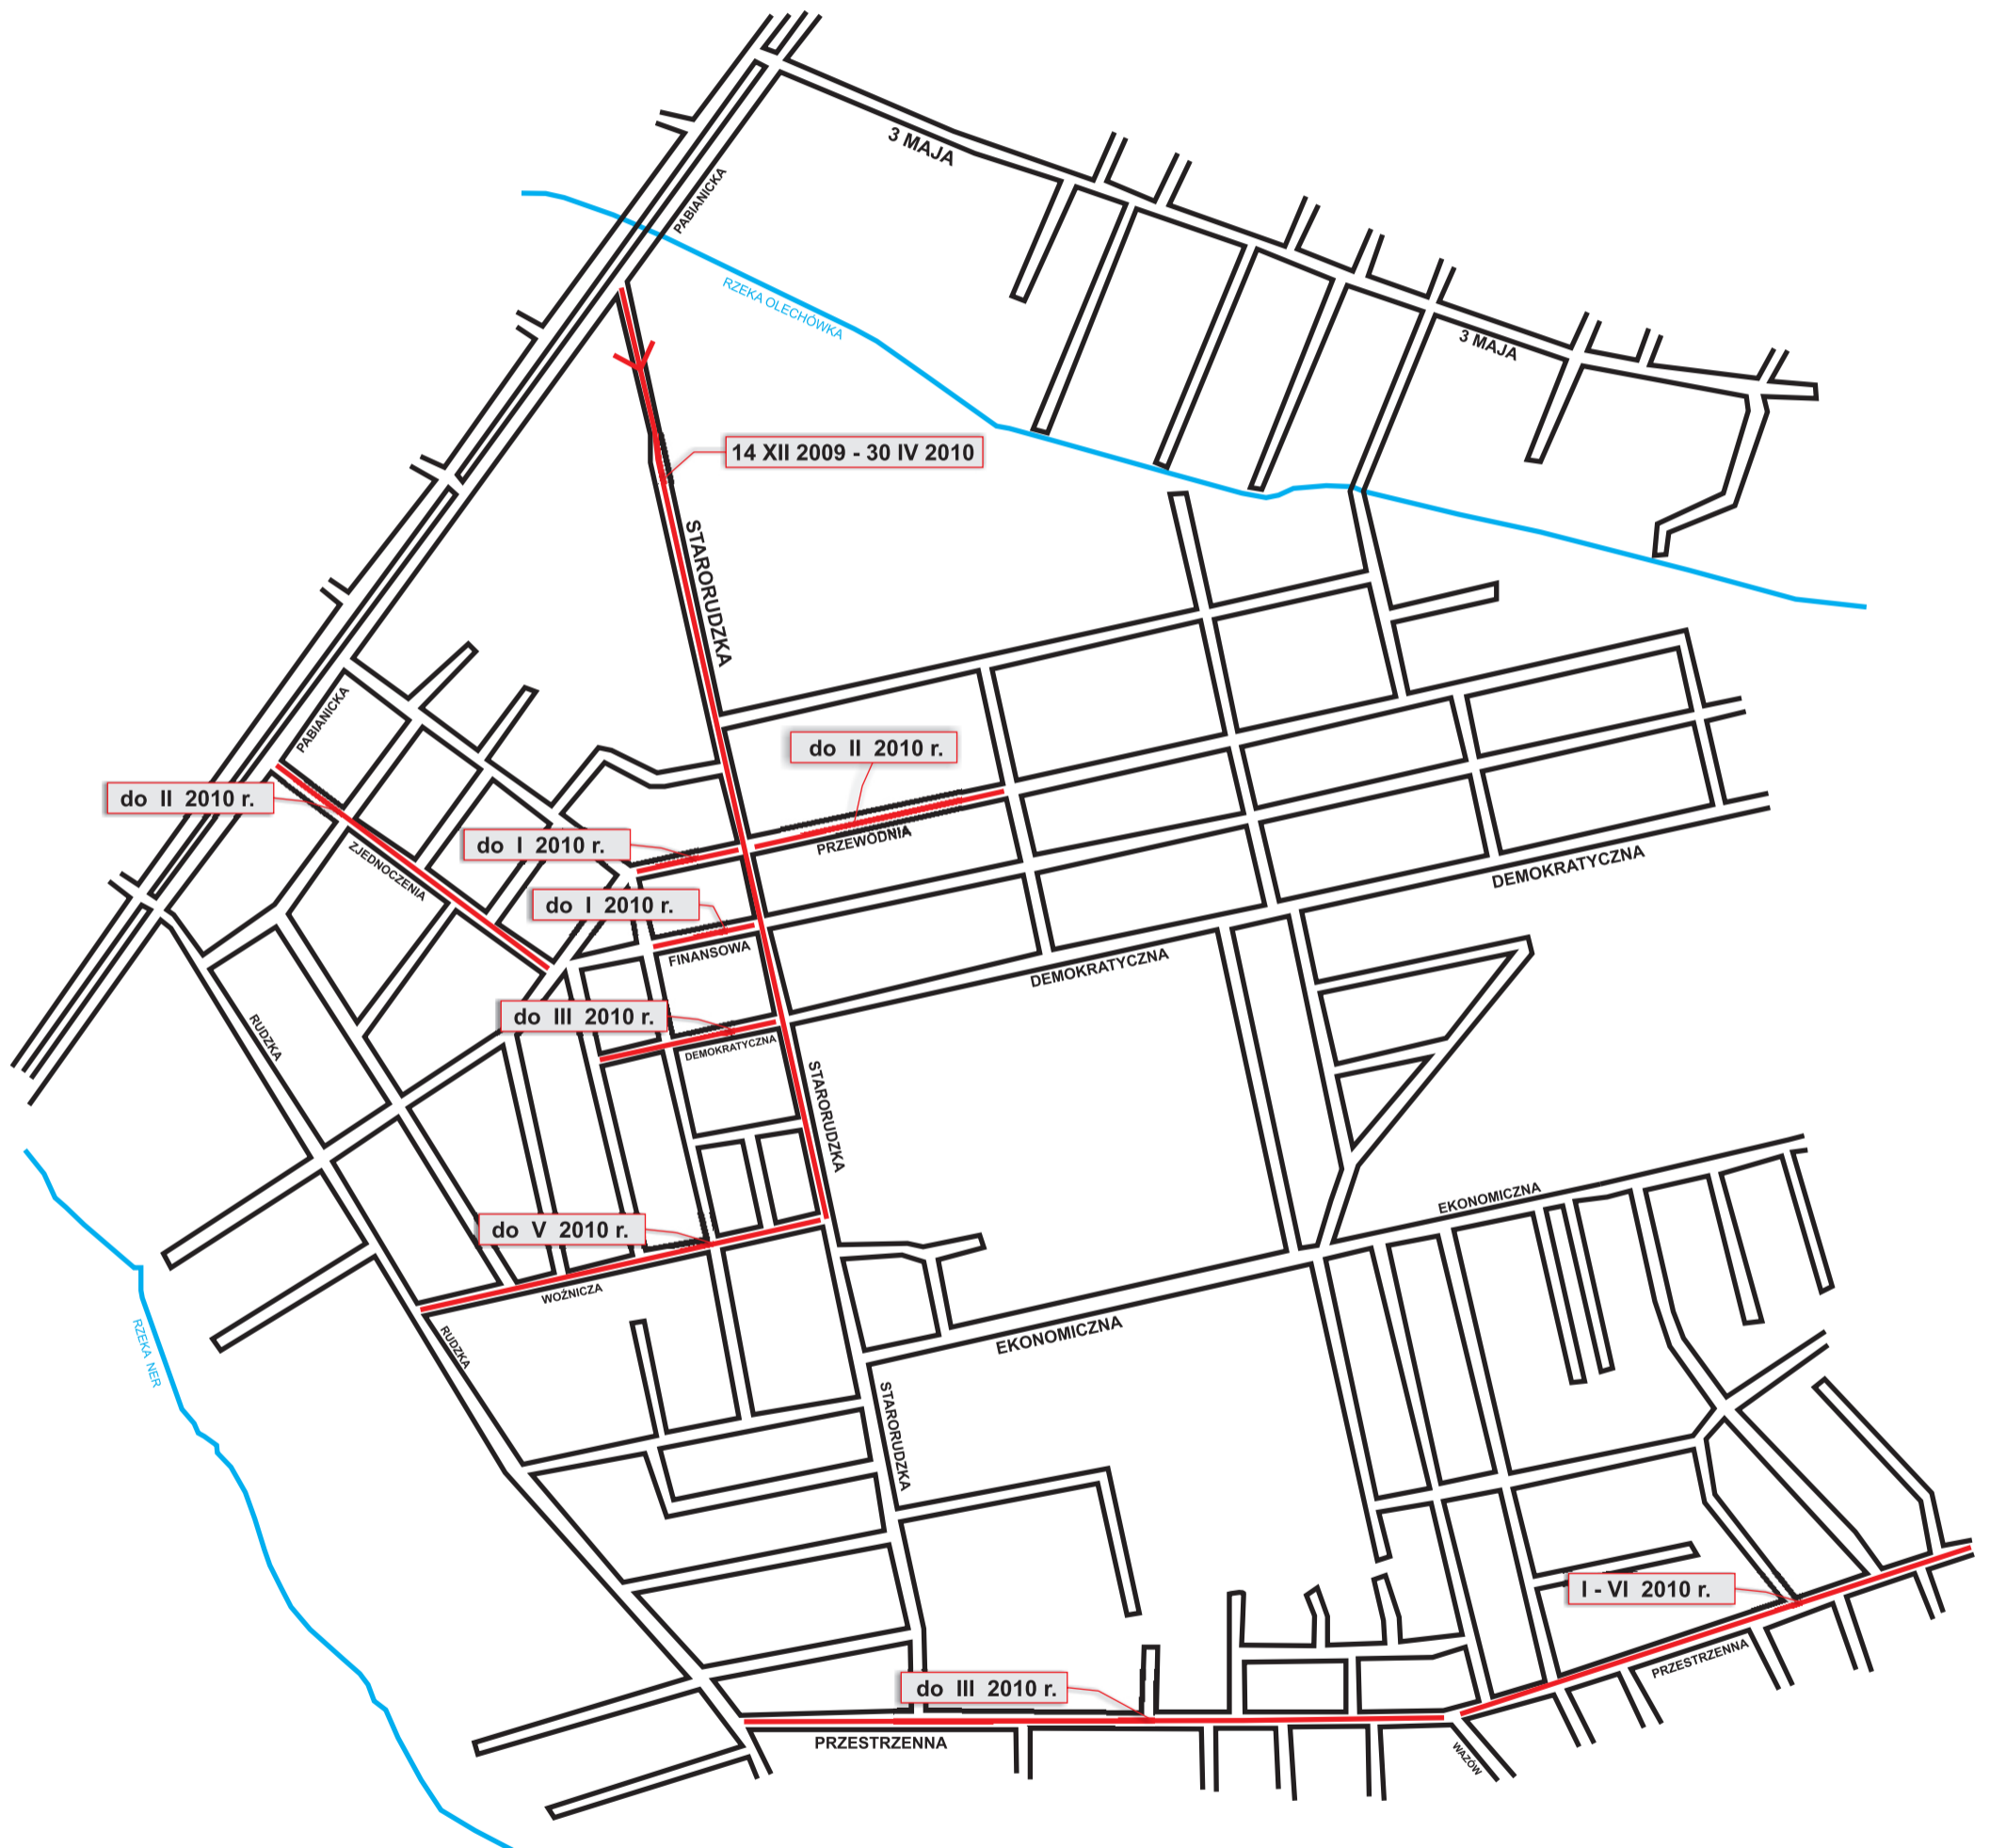 3 MAJA
PABIANICKA
RZEKA OLECHÓWKA
3 MAJA
14 XII 2009 - 30 IV 2010
STARORUDZKA
PABIANICKA
do II 2010 r.
do II 2010 r.
do I 2010 r.
PRZEWODNIA
ZJEDNOCZENIA
DEMOKRATYCZNA
do I 2010 r.
FINANSOWA
DEMOKRATYCZNA
do III 2010 r.
RUDZKA
DEMOKRATYCZNA
STARORUDZKA
EKONOMICZNA
do V 2010 r.
WOŹNICZA
RZEKA NER
RUDZKA
EKONOMICZNA
STARORUDZKA
I - VI 2010 r.
PRZESTRZENNA
do III 2010 r.
PRZESTRZENNA
WAZÓW